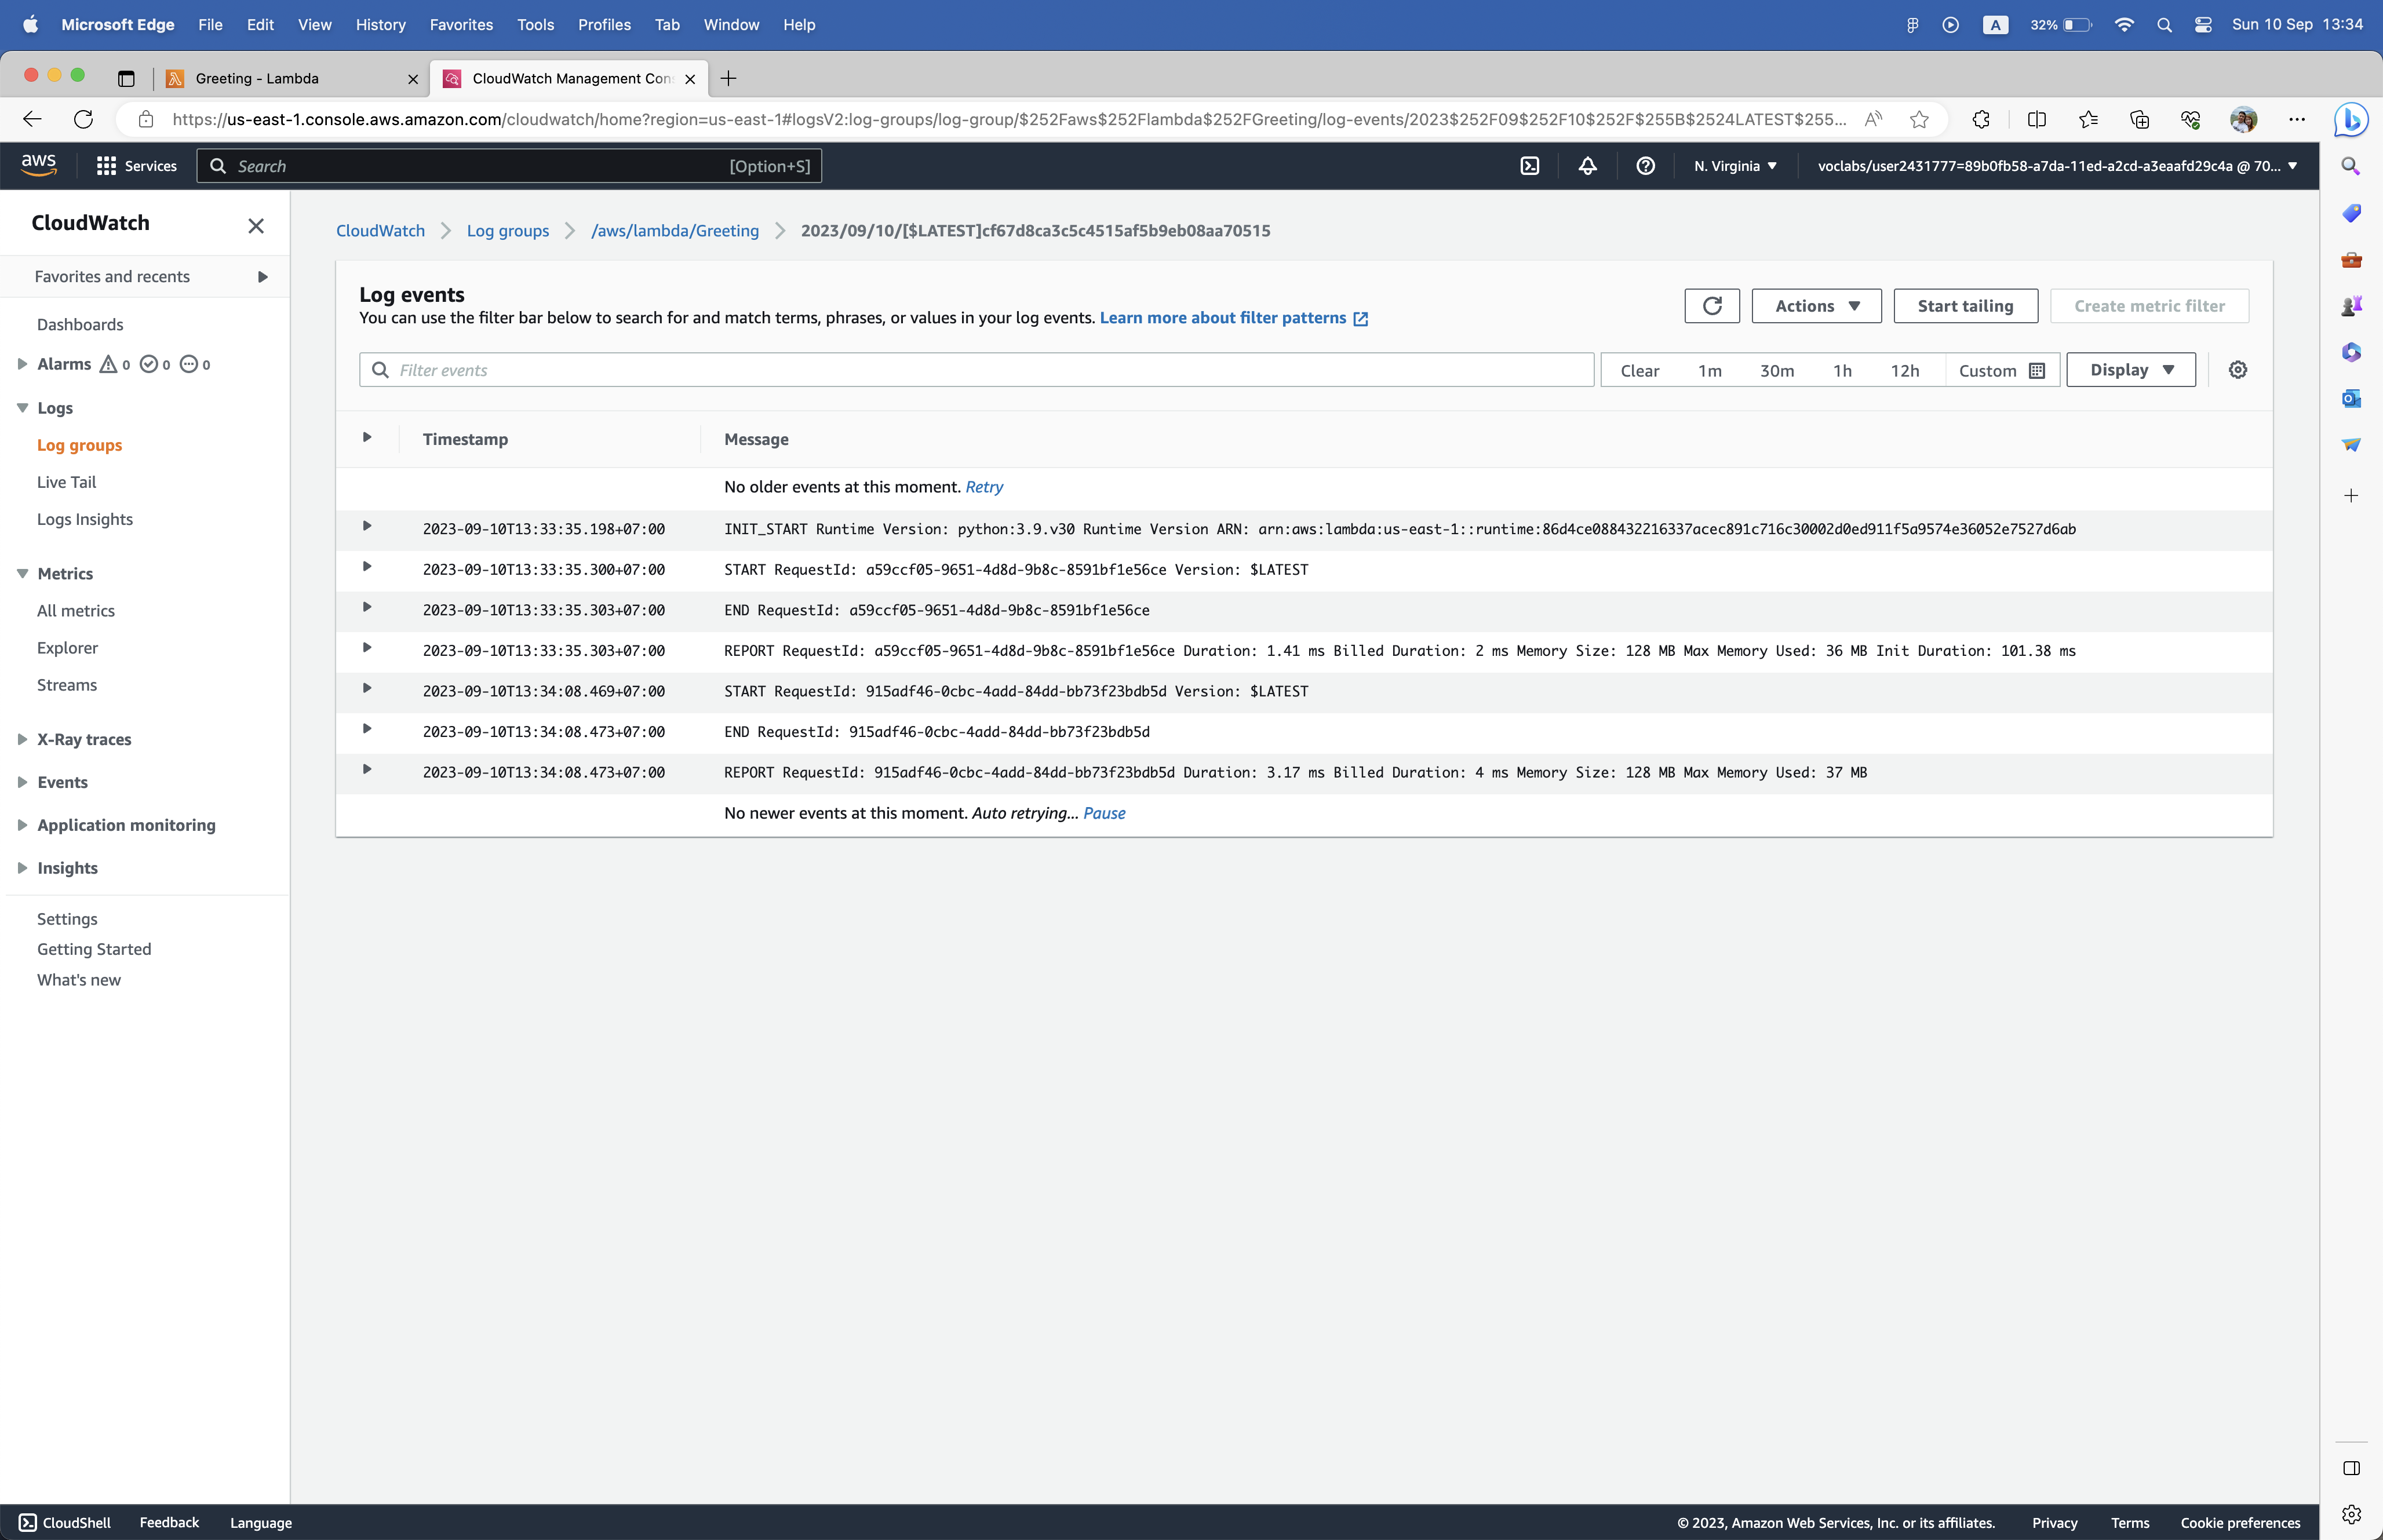 Microsoft Edge File Edit View History Favorites Tools Profiles Tab Window Help A 32% Sun 10 Sep 13:34
Greeting - Lambda CloudWatch Management Con
https://us-east-1.console.aws.amazon.com/cloudwatch/home?region=us-east-1#logsV2:log-groups/log-group/$252Faws$252Flambda$252FGreeting/log-events/2023$252F09$252F10$252F$255B$2524LATEST$255...
aws Services Search [Option+S] N. Virginia voclabs/user2431777=89b0fb58-a7da-11ed-a2cd-a3eaafd29c4a @ 70...
CloudWatch
Favorites and recents
Dashboards
Alarms 0 0 0
Logs
Log groups
Live Tail
Logs Insights
Metrics
All metrics
Explorer
Streams
X-Ray traces
Events
Application monitoring
Insights
Settings
Getting Started
What's new
CloudWatch Log groups /aws/lambda/Greeting 2023/09/10/[$LATEST]cf67d8ca3c5c4515af5b9eb08aa70515
Log events
You can use the filter bar below to search for and match terms, phrases, or values in your log events. Learn more about filter patterns
Actions Start tailing Create metric filter
Filter events Clear 1m 30m 1h 12h Custom Display
Timestamp Message
No older events at this moment. Retry
2023-09-10T13:33:35.198+07:00 INIT_START Runtime Version: python:3.9.v30 Runtime Version ARN: arn:aws:lambda:us-east-1::runtime:86d4ce088432216337acec891c716c30002d0ed911f5a9574e36052e7527d6ab
2023-09-10T13:33:35.300+07:00 START RequestId: a59ccf05-9651-4d8d-9b8c-8591bf1e56ce Version: $LATEST
2023-09-10T13:33:35.303+07:00 END RequestId: a59ccf05-9651-4d8d-9b8c-8591bf1e56ce
2023-09-10T13:33:35.303+07:00 REPORT RequestId: a59ccf05-9651-4d8d-9b8c-8591bf1e56ce Duration: 1.41 ms Billed Duration: 2 ms Memory Size: 128 MB Max Memory Used: 36 MB Init Duration: 101.38 ms
2023-09-10T13:34:08.469+07:00 START RequestId: 915adf46-0cbc-4add-84dd-bb73f23bdb5d Version: $LATEST
2023-09-10T13:34:08.473+07:00 END RequestId: 915adf46-0cbc-4add-84dd-bb73f23bdb5d
2023-09-10T13:34:08.473+07:00 REPORT RequestId: 915adf46-0cbc-4add-84dd-bb73f23bdb5d Duration: 3.17 ms Billed Duration: 4 ms Memory Size: 128 MB Max Memory Used: 37 MB
No newer events at this moment. Auto retrying... Pause
CloudShell Feedback Language © 2023, Amazon Web Services, Inc. or its affiliates. Privacy Terms Cookie preferences